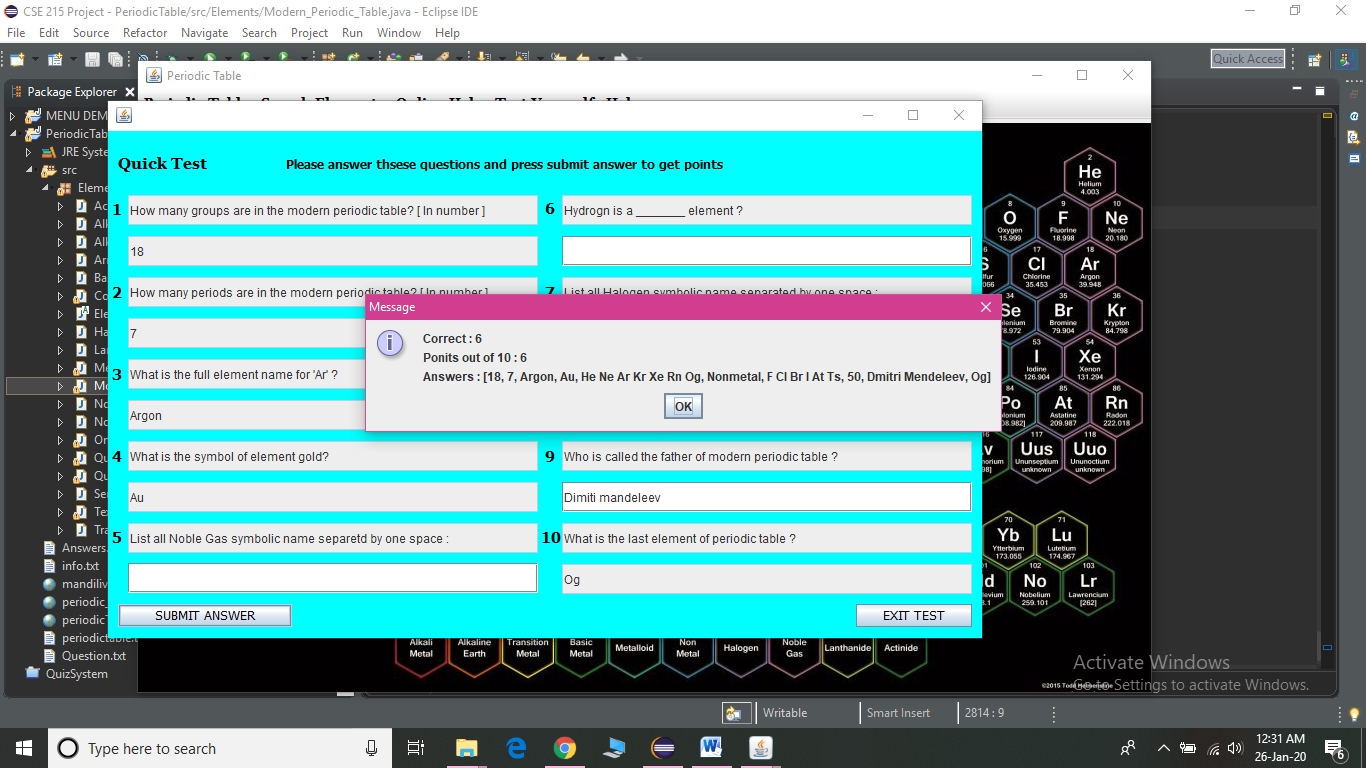 CSE 215 Project - PeriodicTable/src/Elements/Modern_Periodic_Table.java - Eclipse IDE
File Edit Source Refactor Navigate Search Project Run Window Help
Quick Access
Package Explorer
MENU DEM
PeriodicTab
JRE Syste
src
Eleme
Ac
Alk
Alk
Ar
Ba
Co
Ele
Ha
La
Me
Mo
No
No
On
Qu
Qu
Se
Te
Tra
Answers.
info.txt
mandiliv
periodic_
periodicT
periodictable.
Question.txt
QuizSystem
Periodic Table
Quick Test
Please answer thsese questions and press submit answer to get points
1 How many groups are in the modern periodic table? [ In number ]
18
2 How many periods are in the modern periodic table? [ In number ]
7
3 What is the full element name for 'Ar' ?
Argon
4 What is the symbol of element gold?
Au
5 List all Noble Gas symbolic name separetd by one space :
6 Hydrogn is a ________ element ?
7 List all Halogen symbolic name separated by one space :
9 Who is called the father of modern periodic table ?
Dimiti mandeleev
10 What is the last element of periodic table ?
Og
SUBMIT ANSWER
EXIT TEST
Message
Correct : 6
Ponits out of 10 : 6
Answers : [18, 7, Argon, Au, He Ne Ar Kr Xe Rn Og, Nonmetal, F Cl Br I At Ts, 50, Dmitri Mendeleev, Og]
OK
2
He
Helium
4.003
8 9 10
O F Ne
Oxygen Fluorine Neon
15.999 18.998 20.180
17 18
S Cl Ar
Chlorine Argon
35.453 39.948
34 35 36
Se Br Kr
Bromine Krypton
78.972 79.904 84.798
53 54
I Xe
Iodine Xenon
126.904 131.294
84 85 86
Po At Rn
Astatine Radon
209.987 222.018
117 118
Uus Uuo
Ununseptium Ununoctium
unknown unknown
70 71
Yb Lu
Ytterbium Lutetium
173.055 174.967
102 103
No Lr
Nobelium Lawrencium
259.101 [262]
Alkali Metal
Alkaline Earth
Transition Metal
Basic Metal
Metalloid
Non Metal
Halogen
Noble Gas
Lanthanide
Actinide
Activate Windows
Go to Settings to activate Windows.
Writable
Smart Insert
2814 : 9
Type here to search
12:31 AM
26-Jan-20
6